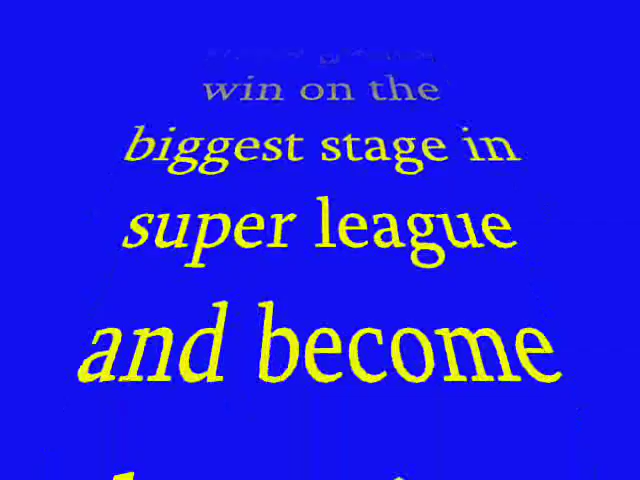 win on the
biggest stage in
super league
and become